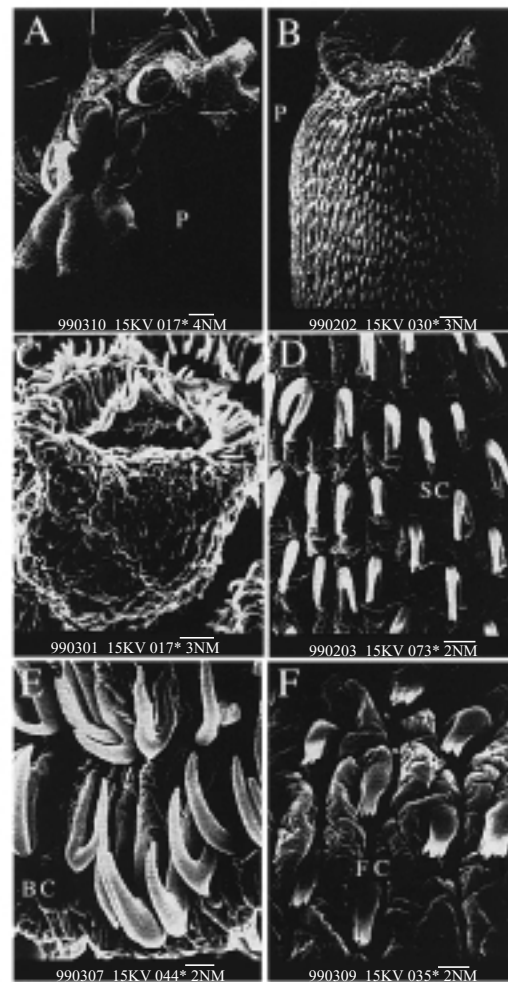 A
B
P
P
990310 15KV 017* 4NM
990202 15KV 030* 3NM
C
D
SC
990301 15KV 017* 3NM
990203 15KV 073* 2NM
E
F
BC
FC
990307 15KV 044* 2NM
990309 15KV 035* 2NM